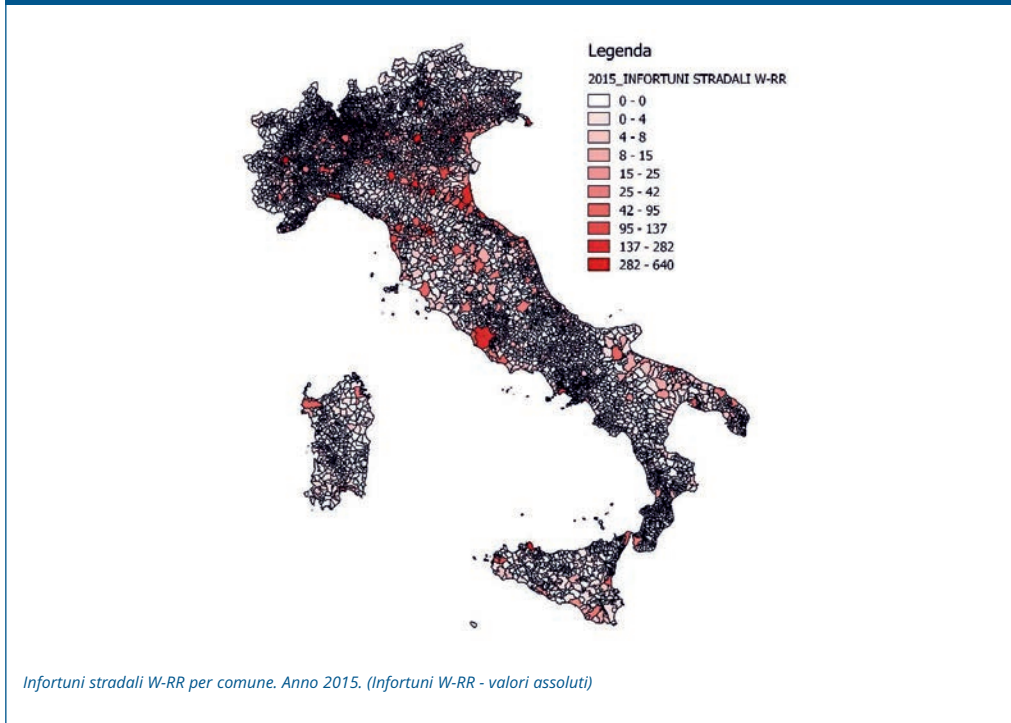 Legenda
2015_INFORTUNI STRADALI W-RR
0 - 0
0 - 4
4 - 8
8 - 15
15 - 25
25 - 42
42 - 95
95 - 137
137 - 282
282 - 640
Infortuni stradali W-RR per comune. Anno 2015. (Infortuni W-RR - valori assoluti)